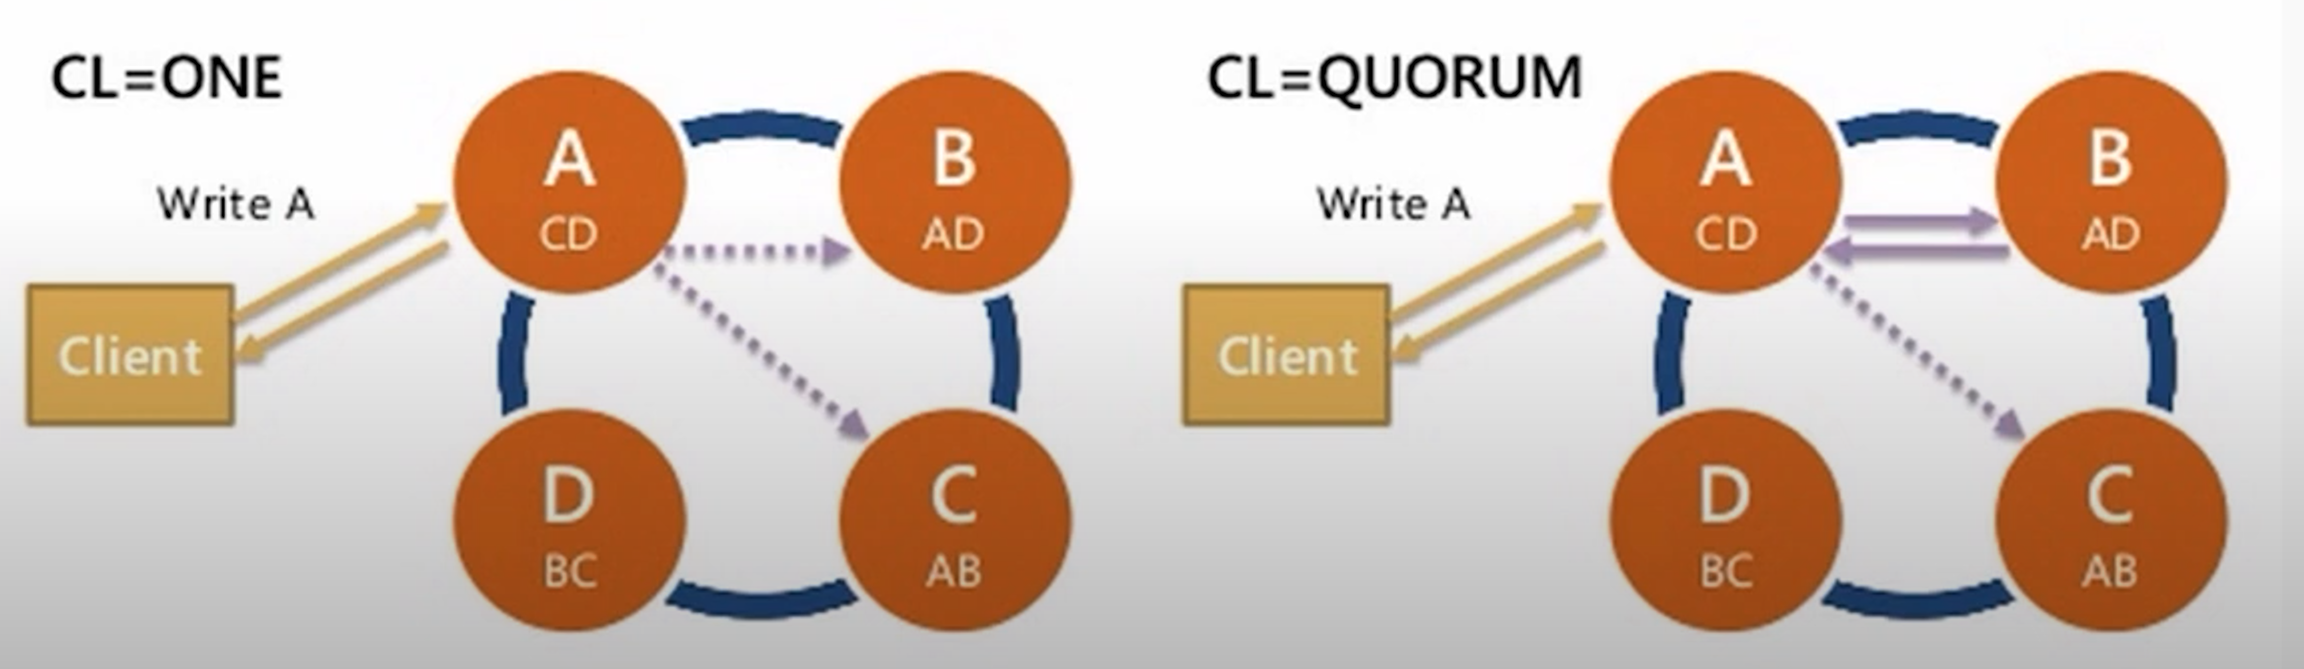 CL=ONE
Write A
Client
A
CD
B
AD
D
BC
C
AB
CL=QUORUM
Write A
Client
A
CD
B
AD
D
BC
C
AB